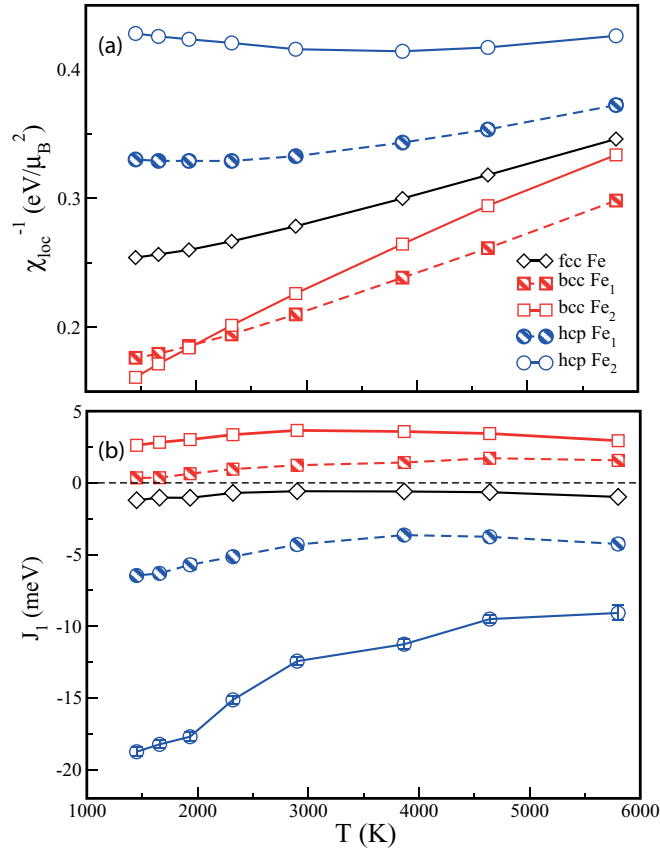 (a)
0.4
0.3
0.2
χloc⁻¹ (eV/μB²)
fcc Fe
bcc Fe₁
bcc Fe₂
hcp Fe₁
hcp Fe₂
(b)
5
0
-5
-10
-15
-20
J₁ (meV)
1000 2000 3000 4000 5000 6000
T (K)